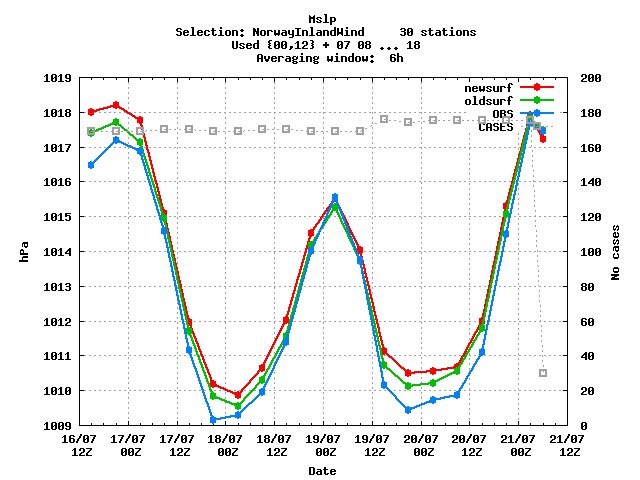 Mslp
Selection: NorwayInlandWind     30 stations
Used {00,12} + 07 08 ... 18
Averaging window:  6h
1019
1018
1017
1016
1015
1014
1013
1012
1011
1010
1009
hPa
newsurf
oldsurf
OBS
CASES
200
180
160
140
120
100
80
60
40
20
0
No cases
16/07 17/07 17/07 18/07 18/07 19/07 19/07 20/07 20/07 21/07 21/07
12Z 00Z 12Z 00Z 12Z 00Z 12Z 00Z 12Z 00Z 12Z
Date